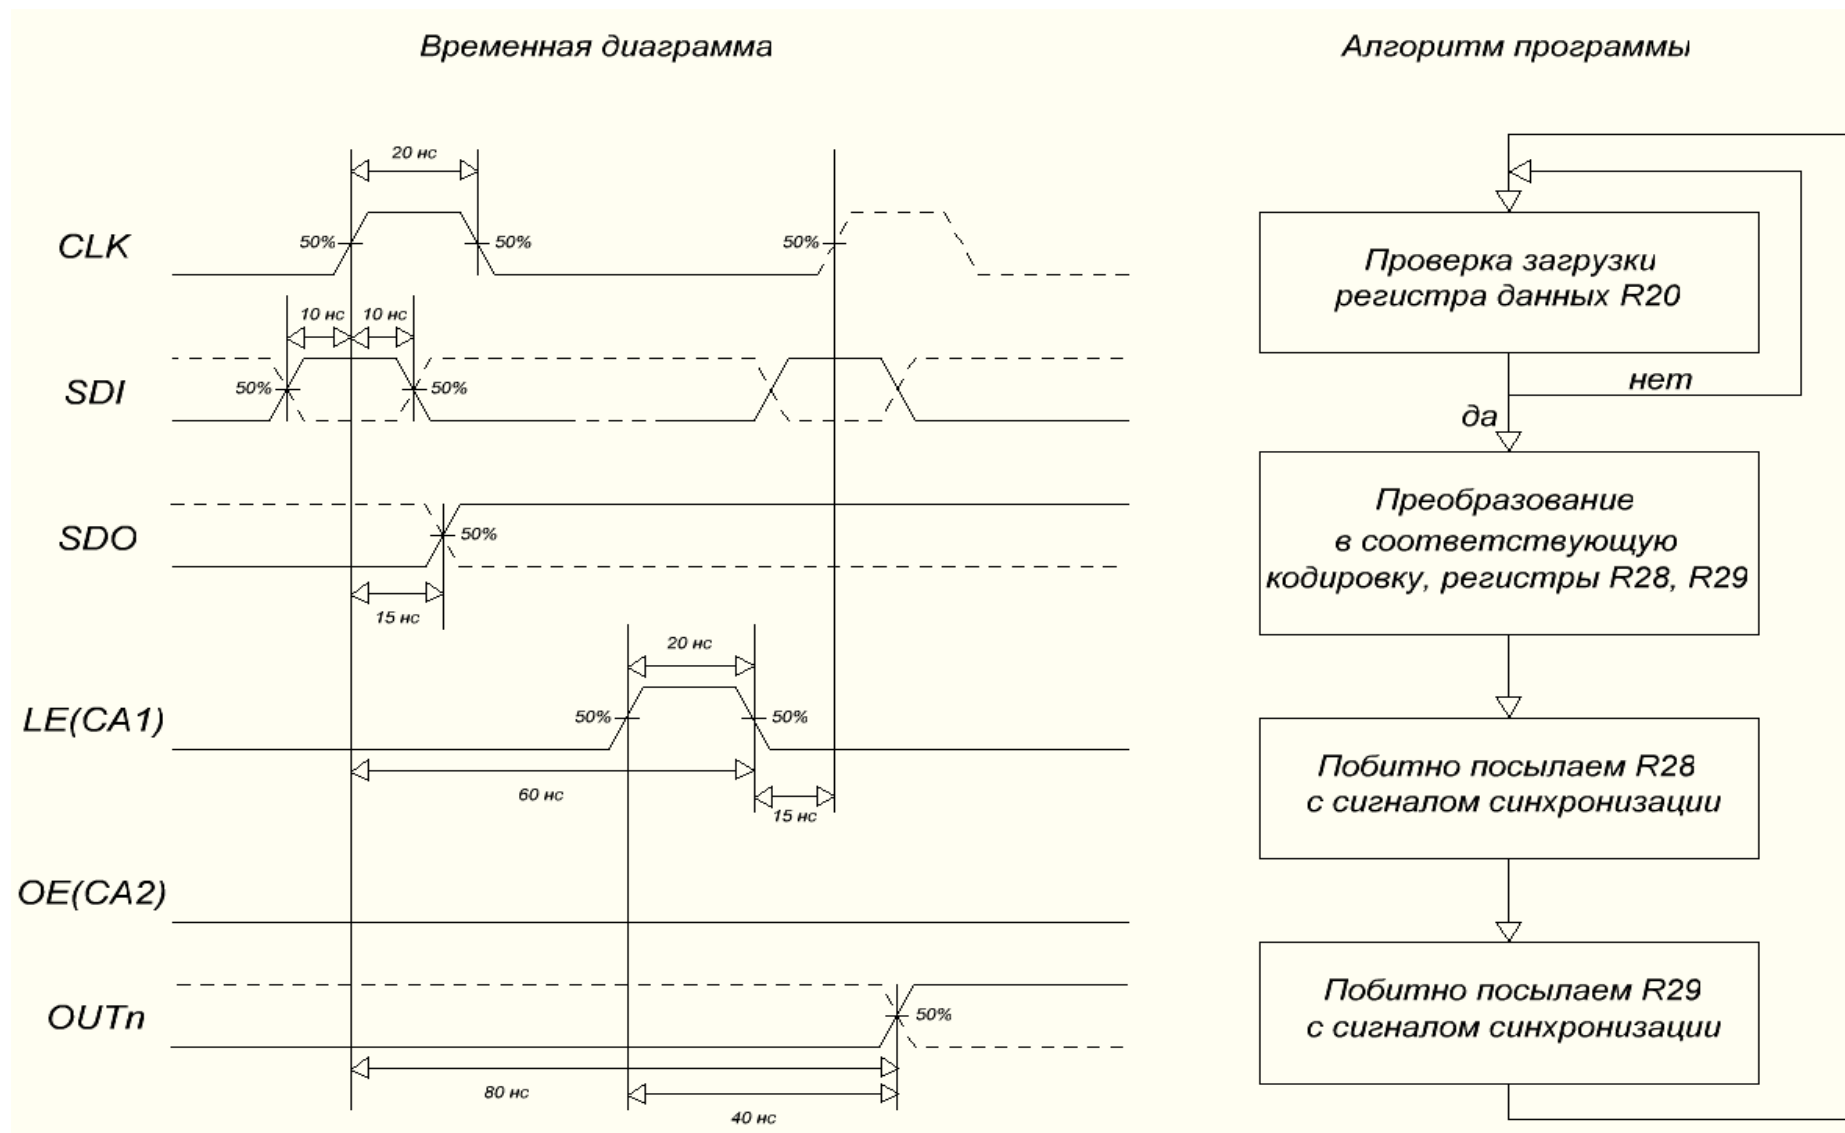 Временная диаграмма
20 нс
CLK
50%
50%
50%
10 нс
10 нс
SDI
50%
50%
SDO
50%
15 нс
20 нс
LE(CA1)
50%
50%
60 нс
15 нс
OE(CA2)
OUTn
50%
80 нс
40 нс
Алгоритм программы
Проверка загрузки
регистра данных R20
нет
да
Преобразование
в соответствующую
кодировку, регистры R28, R29
Побитно посылаем R28
с сигналом синхронизации
Побитно посылаем R29
с сигналом синхронизации